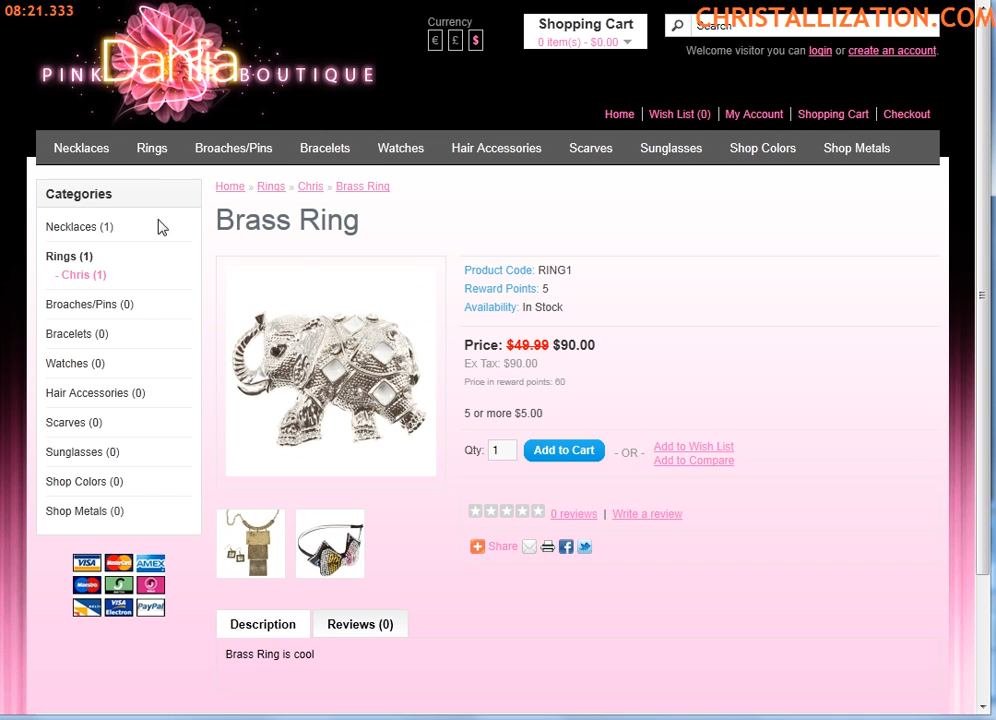 08:21.333
CHRISTALLIZATION.COM
Dahlia
PINK BOUTIQUE
Currency
€ £ $
Shopping Cart
0 item(s) - $0.00
Search
Welcome visitor you can login or create an account.
Home Wish List (0) My Account Shopping Cart Checkout
Necklaces Rings Broaches/Pins Bracelets Watches Hair Accessories Scarves Sunglasses Shop Colors Shop Metals
Categories
Necklaces (1)
Rings (1)
- Chris (1)
Broaches/Pins (0)
Bracelets (0)
Watches (0)
Hair Accessories (0)
Scarves (0)
Sunglasses (0)
Shop Colors (0)
Shop Metals (0)
VISA MasterCard AMEX
Maestro
VISA Electron PayPal
Home » Rings » Chris » Brass Ring
Brass Ring
Product Code: RING1
Reward Points: 5
Availability: In Stock
Price: $49.99 $90.00
Ex Tax: $90.00
Price in reward points: 60
5 or more $5.00
Qty: 1 Add to Cart - OR - Add to Wish List
Add to Compare
0 reviews | Write a review
Share
Description Reviews (0)
Brass Ring is cool